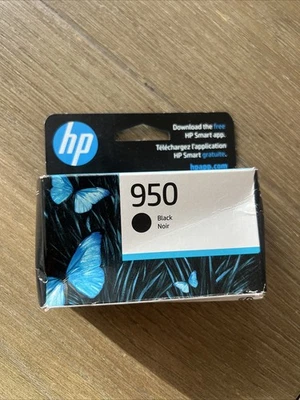 Download the free
HP Smart app.
Téléchargez l'application
HP Smart gratuite.
hpapp.com
hp
950
Black
Noir